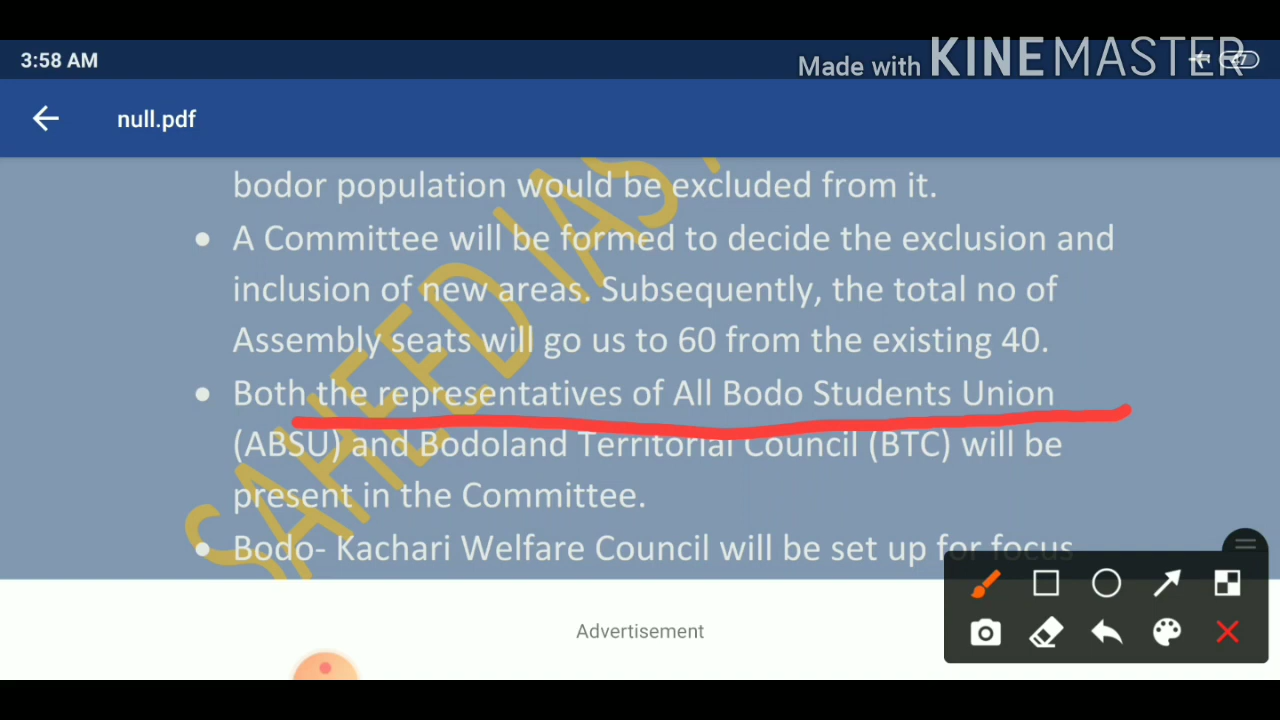 Made with KINEMASTER
3:58 AM
47
null.pdf
bodor population would be excluded from it.
• A Committee will be formed to decide the exclusion and
inclusion of new areas. Subsequently, the total no of
Assembly seats will go us to 60 from the existing 40.
• Both the representatives of All Bodo Students Union
(ABSU) and Bodoland Territorial Council (BTC) will be
present in the Committee.
• Bodo- Kachari Welfare Council will be set up for focus
SAHEED IAS
Advertisement